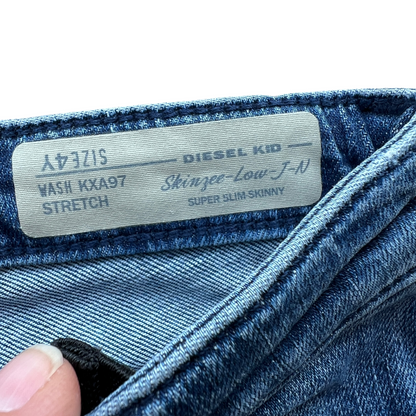 SIZE4Y
DIESEL KID
WASH KXA97
Skinzee-Low-J-N
STRETCH
SUPER SLIM-SKINNY